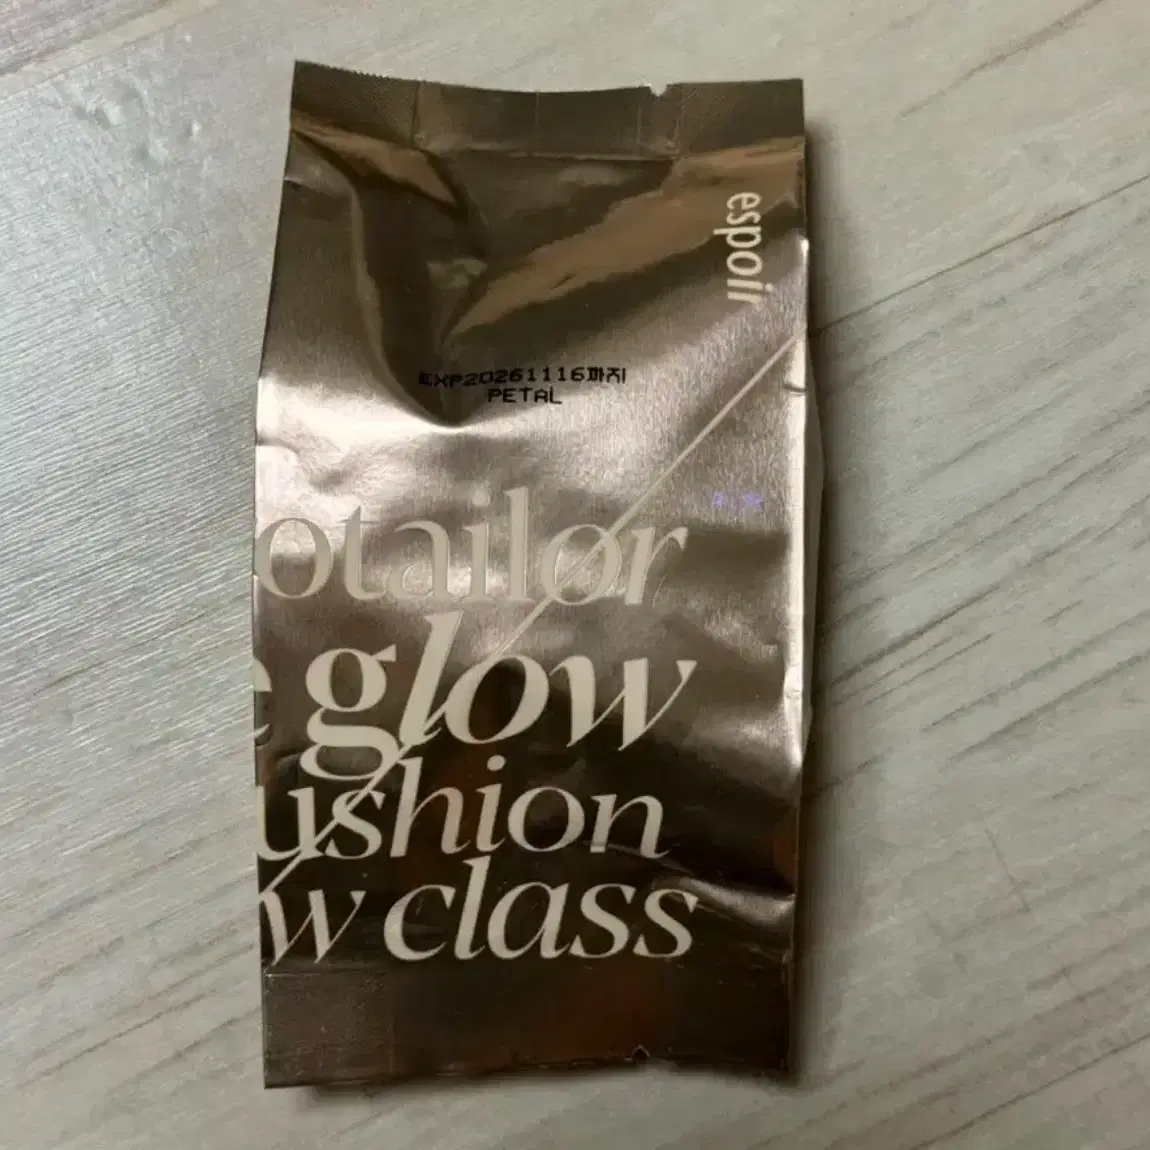 espoir
EXP20261116까지
PETAL
otailor
e glow
ushion
w class